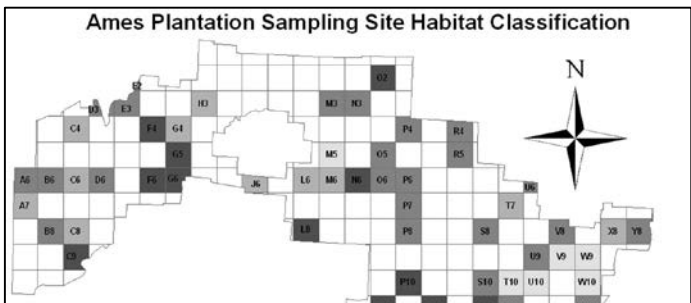 Ames Plantation Sampling Site Habitat Classification
N
O2
E2
D3 E3 H3 M3 N3
C4 F4 G4 P4 R4
G5 M5 O5 R5
A6 B6 C6 D6 F6 G6 J6 L6 M6 N6 O6 P6 U6
A7 P7 T7
B8 C8 L8 P8 S8 V8 X8 Y8
C9 U9 V9 W9
P10 S10 T10 U10 W10